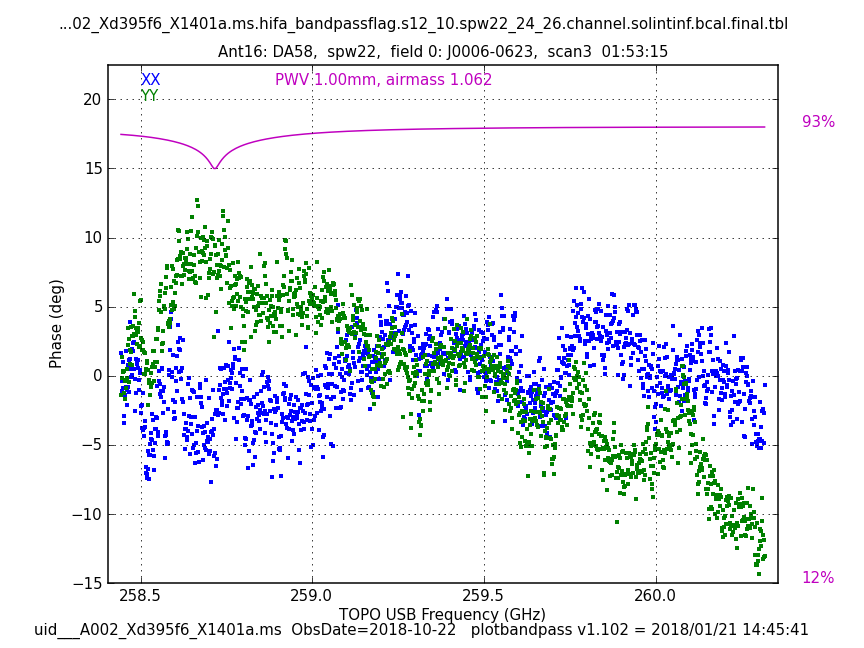 ...02_Xd395f6_X1401a.ms.hifa_bandpassflag.s12_10.spw22_24_26.channel.solintinf.bcal.final.tbl
Ant16: DA58,  spw22,  field 0: J0006-0623,  scan3  01:53:15
XX
PWV 1.00mm, airmass 1.062
YY
20
93%
15
10
5
Phase (deg)
0
−5
−10
12%
−15
258.5 259.0 259.5 260.0
TOPO USB Frequency (GHz)
uid___A002_Xd395f6_X1401a.ms  ObsDate=2018-10-22   plotbandpass v1.102 = 2018/01/21 14:45:41